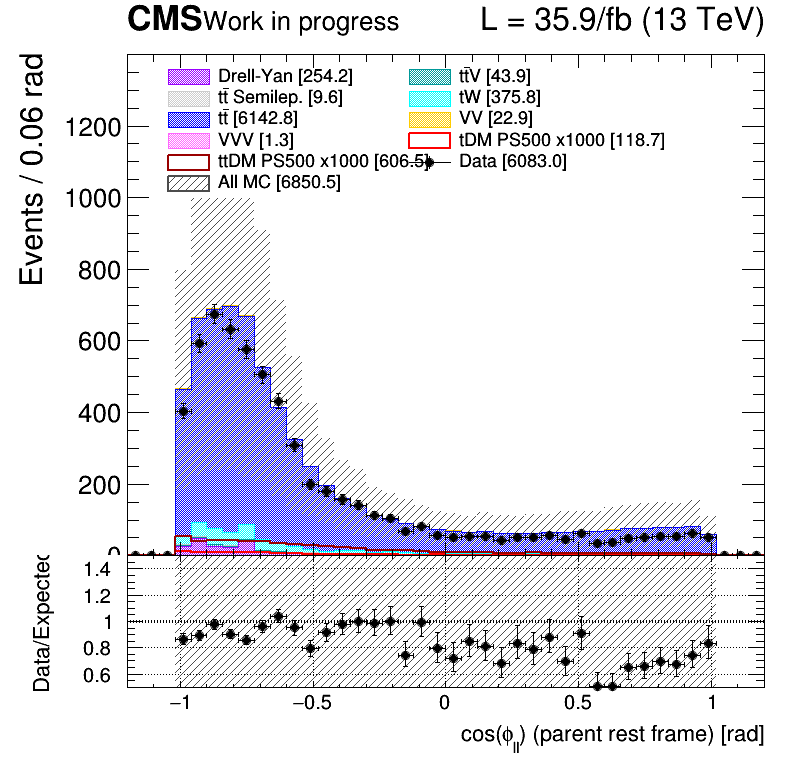 CMS Work in progress L = 35.9/fb (13 TeV)
Events / 0.06 rad
Drell-Yan [254.2] tt̄V [43.9]
tt̄ Semilep. [9.6] tW [375.8]
tt̄ [6142.8] VV [22.9]
VVV [1.3] tDM PS500 x1000 [118.7]
ttDM PS500 x1000 [606.5] Data [6083.0]
All MC [6850.5]
1200
1000
800
600
400
200
0
Data/Expected
1.4
1.2
1
0.8
0.6
−1 −0.5 0 0.5 1
cos(ϕll) (parent rest frame) [rad]